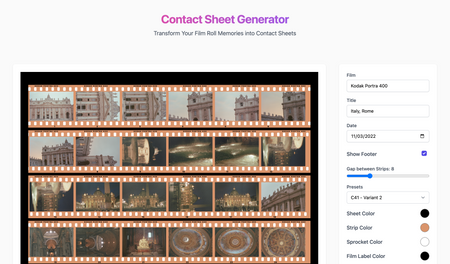 Contact Sheet Generator
Transform Your Film Roll Memories into Contact Sheets
Film
Kodak Portra 400
Title
Italy, Rome
Date
11/03/2022
Show Footer
Gap between Strips: 8
Presets
C41 - Variant 2
Sheet Color
Strip Color
Sprocket Color
Film Label Color